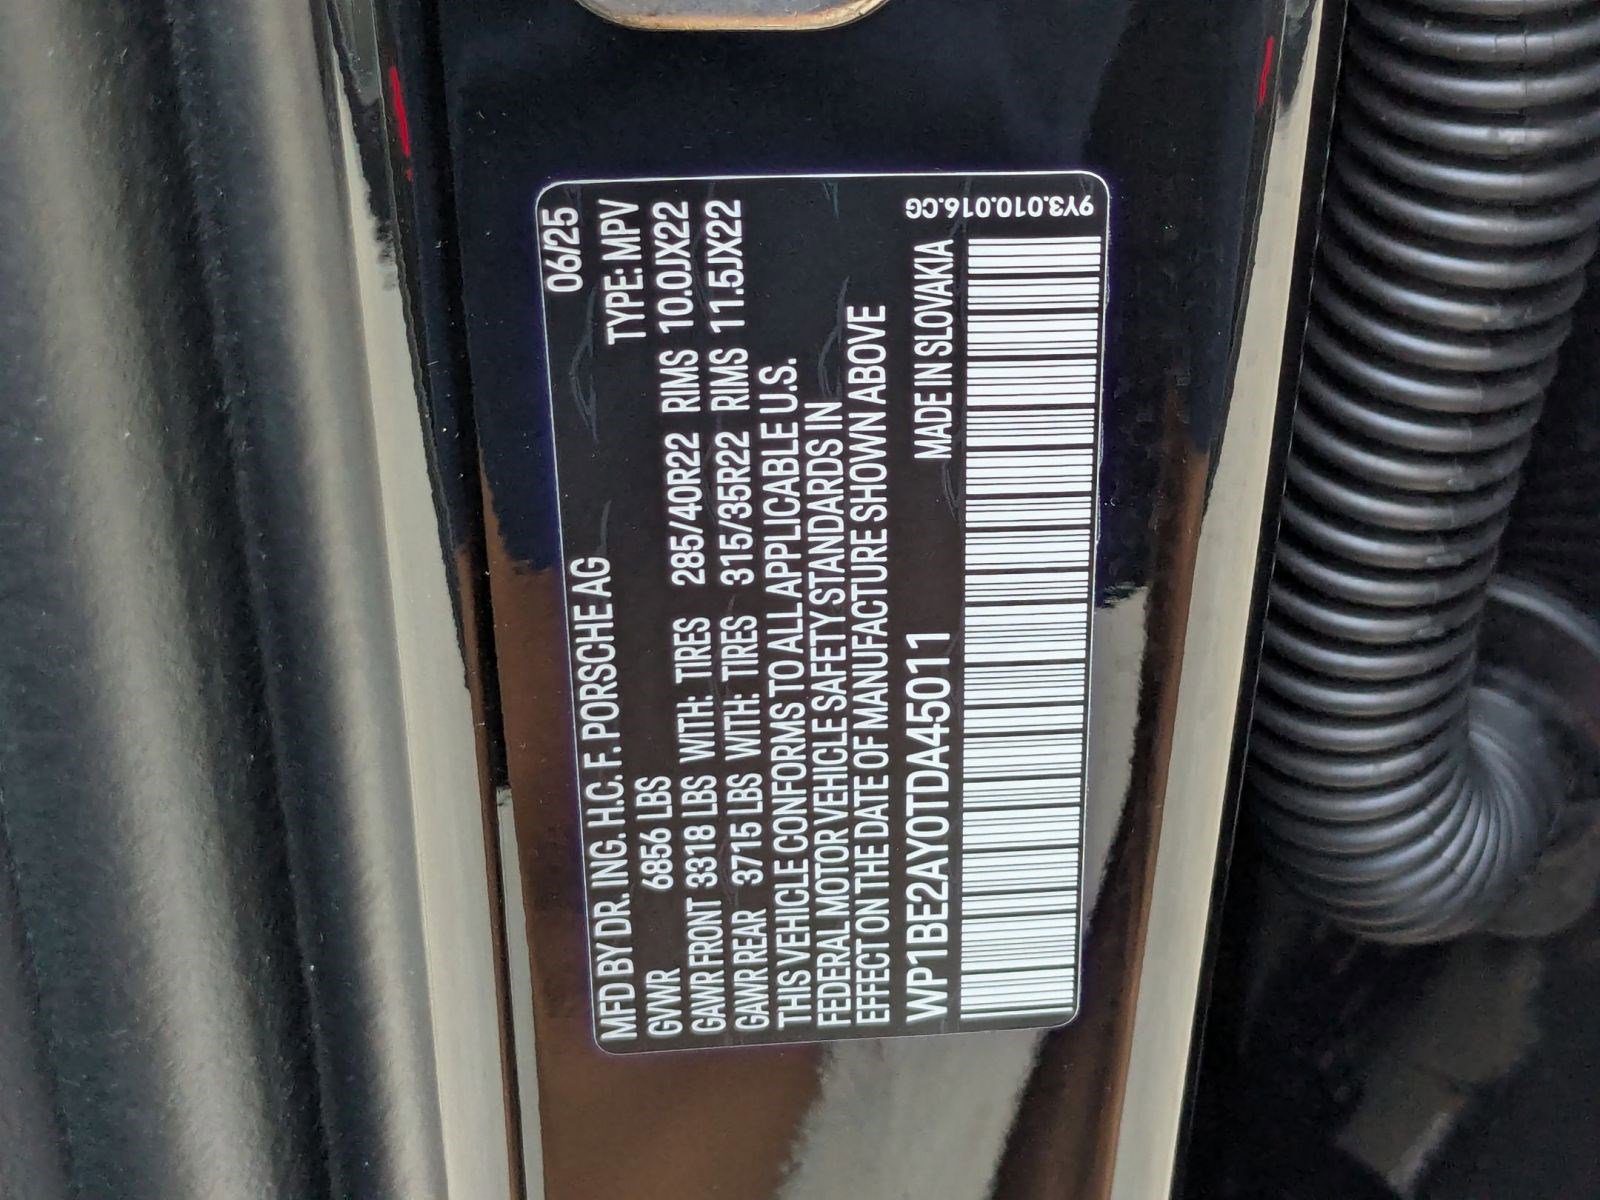 MFD BY DR. ING. H.C. F. PORSCHE AG 06/25
GVWR 6856 LBS TYPE: MPV
GAWR FRONT 3318 LBS WITH: TIRES 285/40R22 RIMS 10.0JX22
GAWR REAR 3715 LBS WITH: TIRES 315/35R22 RIMS 11.5JX22
THIS VEHICLE CONFORMS TO ALL APPLICABLE U.S.
FEDERAL MOTOR VEHICLE SAFETY STANDARDS IN
EFFECT ON THE DATE OF MANUFACTURE SHOWN ABOVE
WP1BE2AY0TDA45011 MADE IN SLOVAKIA
9Y3.010.016.CG